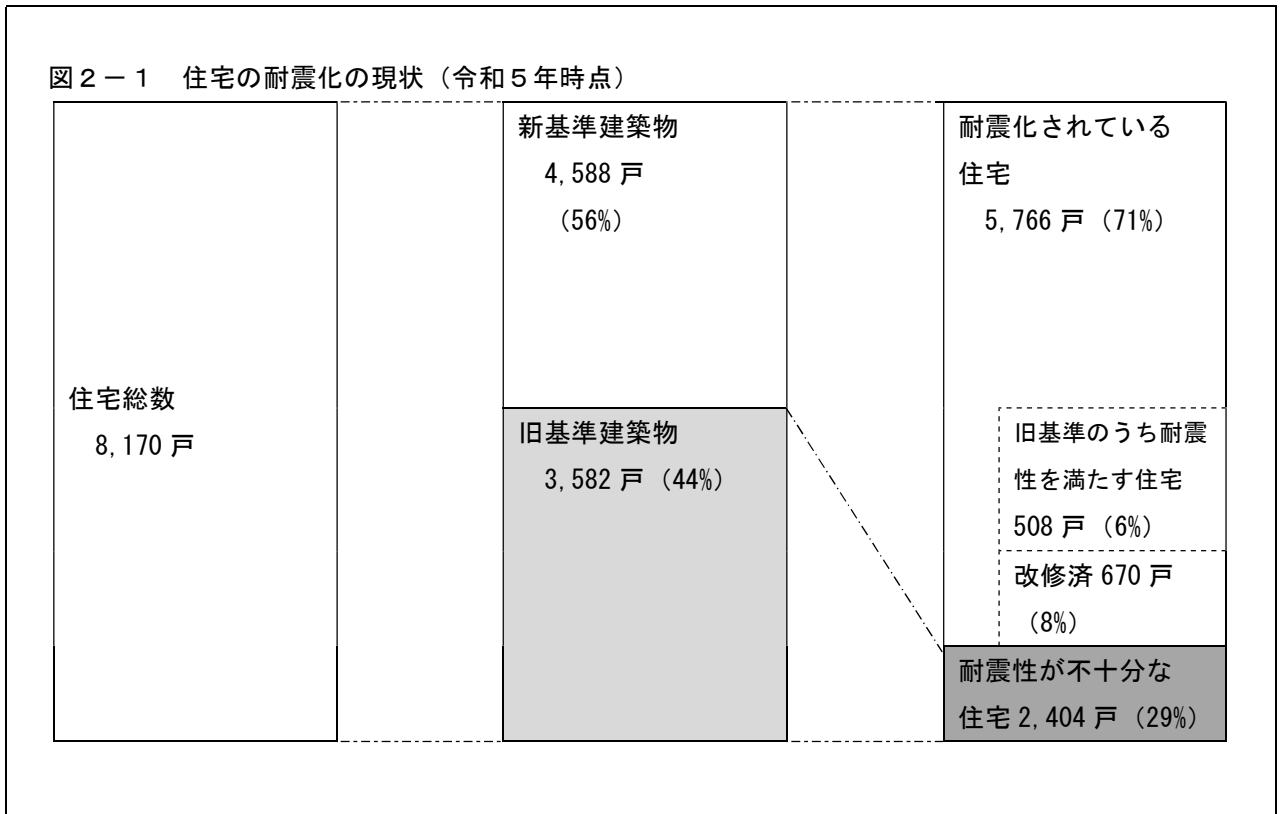 図2－1 住宅の耐震化の現状（令和5年時点）
住宅総数
8,170 戸
新基準建築物
4,588 戸
（56%）
旧基準建築物
3,582 戸（44%）
耐震化されている
住宅
5,766 戸（71%）
旧基準のうち耐震
性を満たす住宅
508 戸（6%）
改修済 670 戸
（8%）
耐震性が不十分な
住宅 2,404 戸（29%）